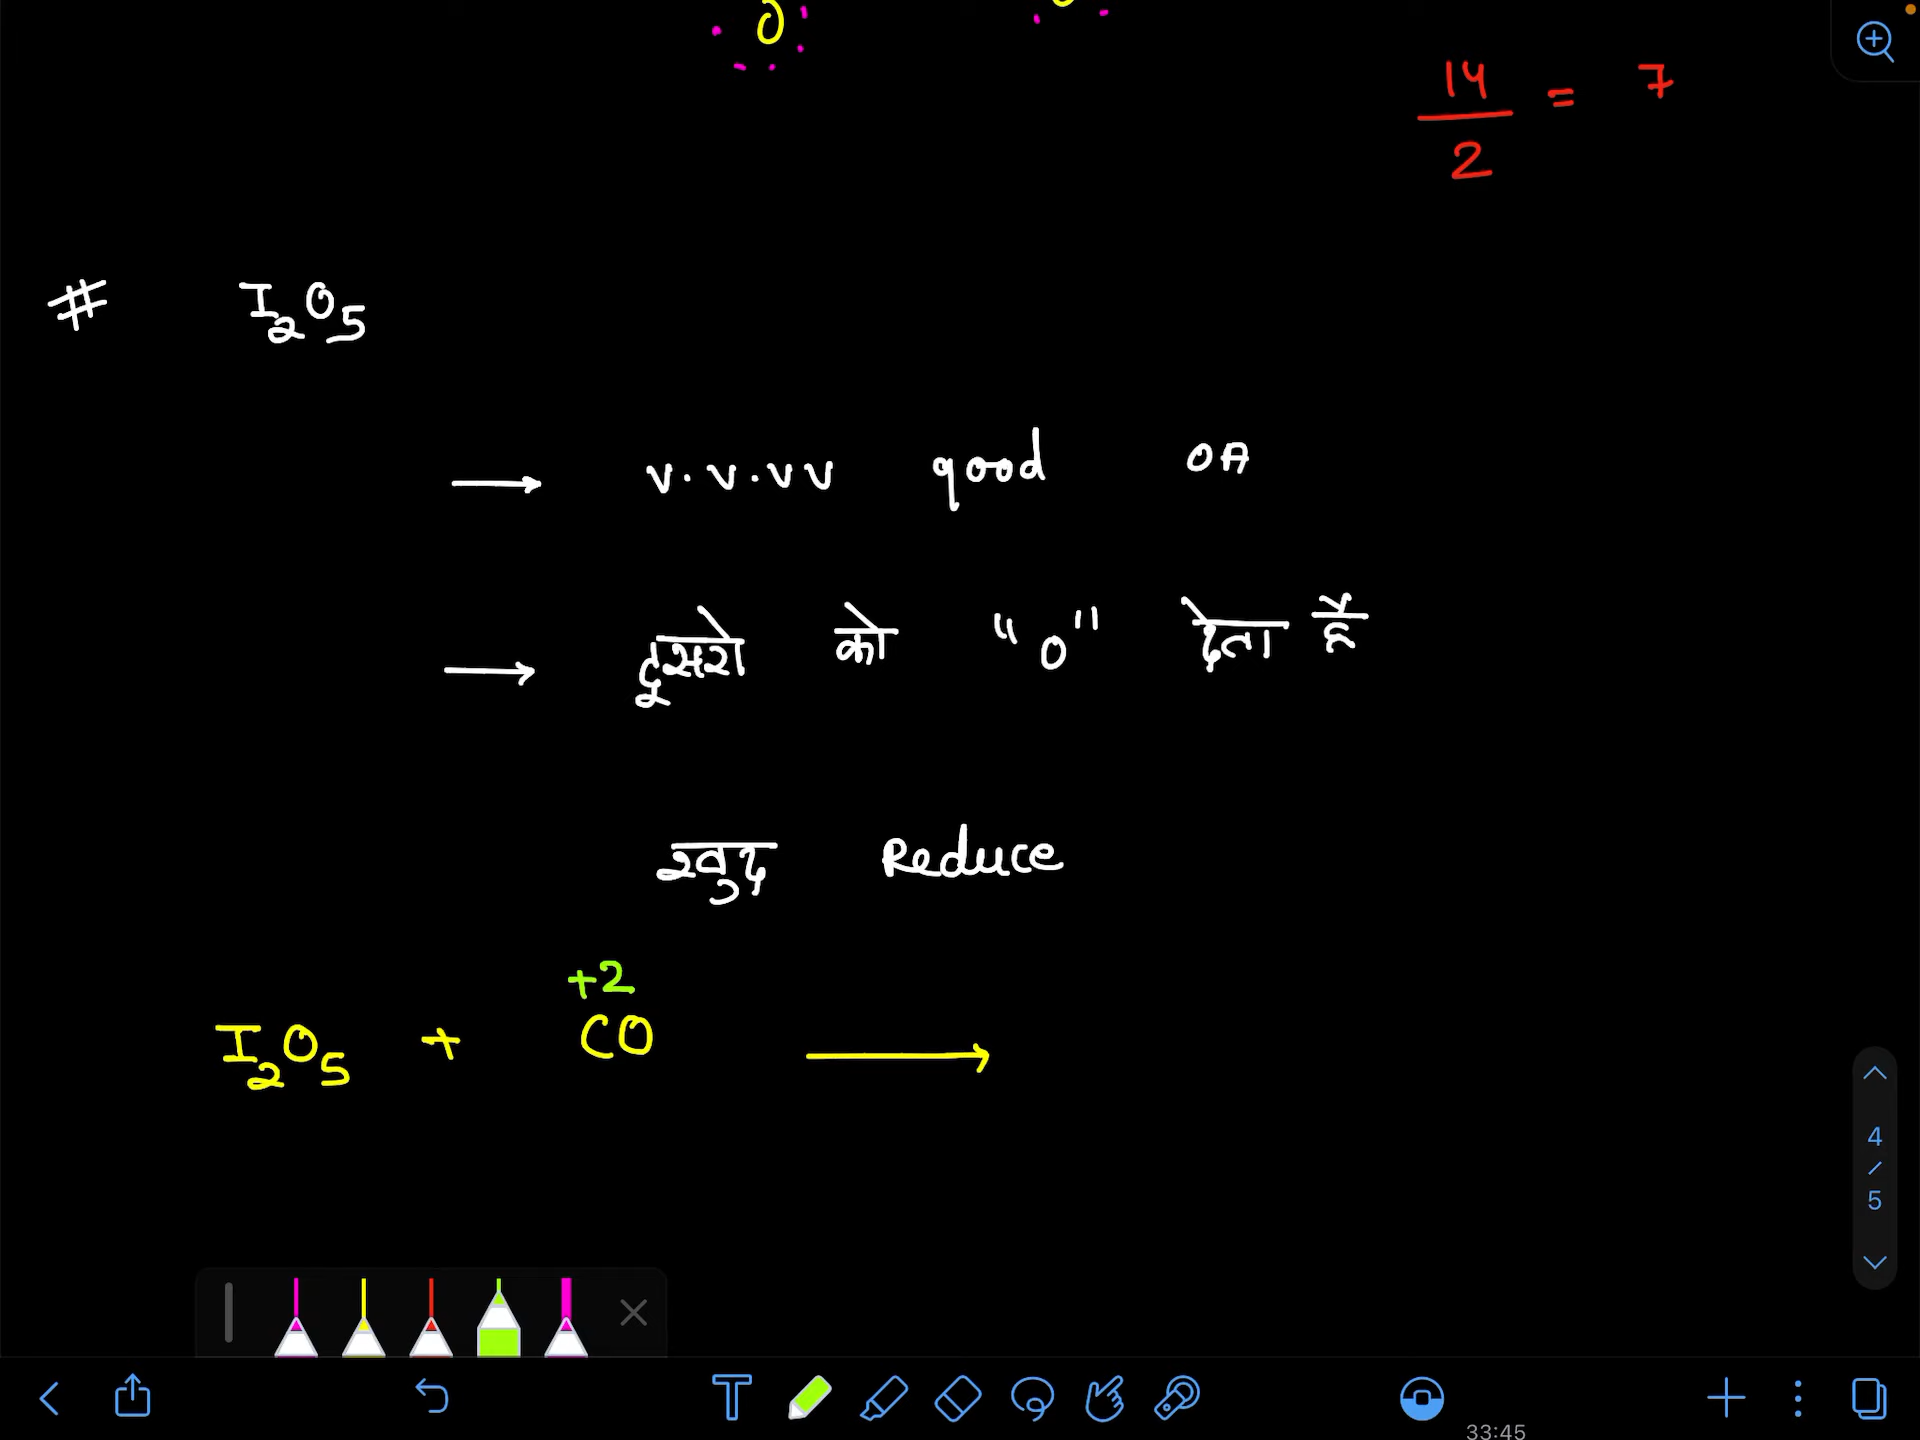 O O
14/2 = 7
# I₂O₅
→ v.v.vv good OA
→ दुसरो को "O" देता है
खुद Reduce
+2
I₂O₅ + CO →
4
/
5
T
33:45